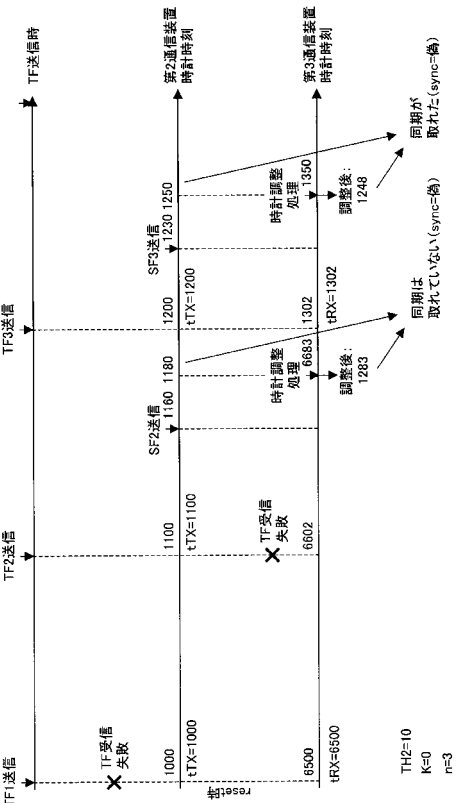 TF1送信
TF2送信
TF3送信
TF送信時
TF受信
失敗
1000
tTX=1000
1100
tTX=1100
SF2送信
1160
1180
1200
tTX=1200
SF3送信
1230
1250
第2通信装置
時計時刻
reset時
TF受信
失敗
時計調整
処理
時計調整
処理
6500
tRX=6500
6602
6683
1302
tRX=1302
1350
第3通信装置
時計時刻
調整後:
1283
調整後:
1248
同期は
取れていない(sync=偽)
同期が
取れた(sync=偽)
TH2=10
K=0
n=3